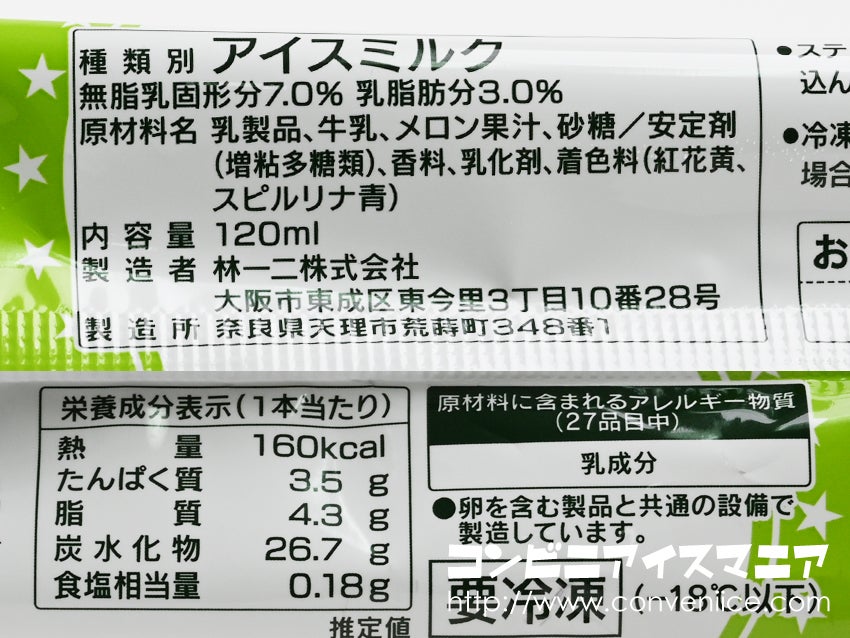 種類別 アイスミルク
無脂乳固形分7.0% 乳脂肪分3.0%
原材料名 乳製品、牛乳、メロン果汁、砂糖／安定剤
(増粘多糖類)、香料、乳化剤、着色料(紅花黄、
スピルリナ青)
内容量 120ml
製造者 林一二株式会社
大阪市東成区東今里3丁目10番28号
製造所 奈良県天理市荒蒔町348番1
●ステ
込ん
●冷凍
場合
お
栄養成分表示(1本当たり)
熱量 160kcal
たんぱく質 3.5 g
脂質 4.3 g
炭水化物 26.7 g
食塩相当量 0.18g
推定値
原材料に含まれるアレルギー物質
(27品目中)
乳成分
●卵を含む製品と共通の設備で
製造しています。
要冷凍 (−18℃以下)
コンビニアイスマニア
http://www.conveniice.com/